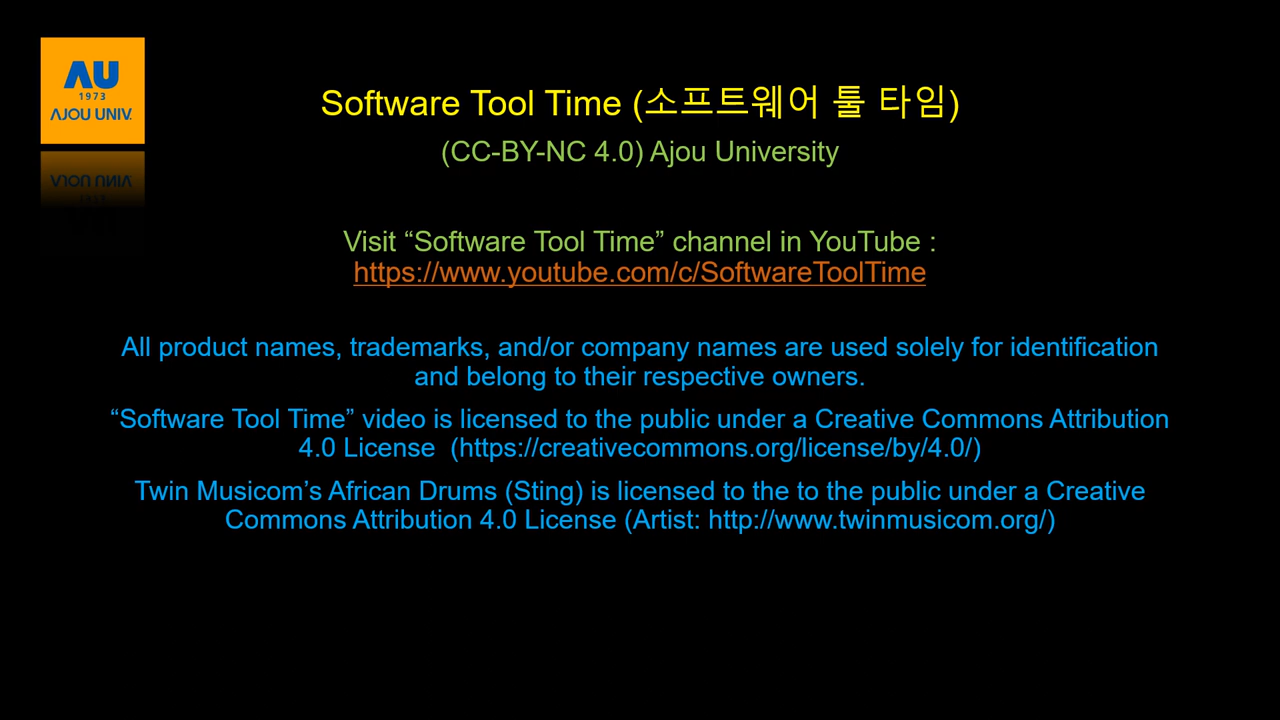 AU
1973
AJOU UNIV.
Software Tool Time (소프트웨어 툴 타임)
(CC-BY-NC 4.0) Ajou University
Visit “Software Tool Time” channel in YouTube :
https://www.youtube.com/c/SoftwareToolTime
All product names, trademarks, and/or company names are used solely for identification
and belong to their respective owners.
“Software Tool Time” video is licensed to the public under a Creative Commons Attribution
4.0 License  (https://creativecommons.org/license/by/4.0/)
Twin Musicom’s African Drums (Sting) is licensed to the to the public under a Creative
Commons Attribution 4.0 License (Artist: http://www.twinmusicom.org/)